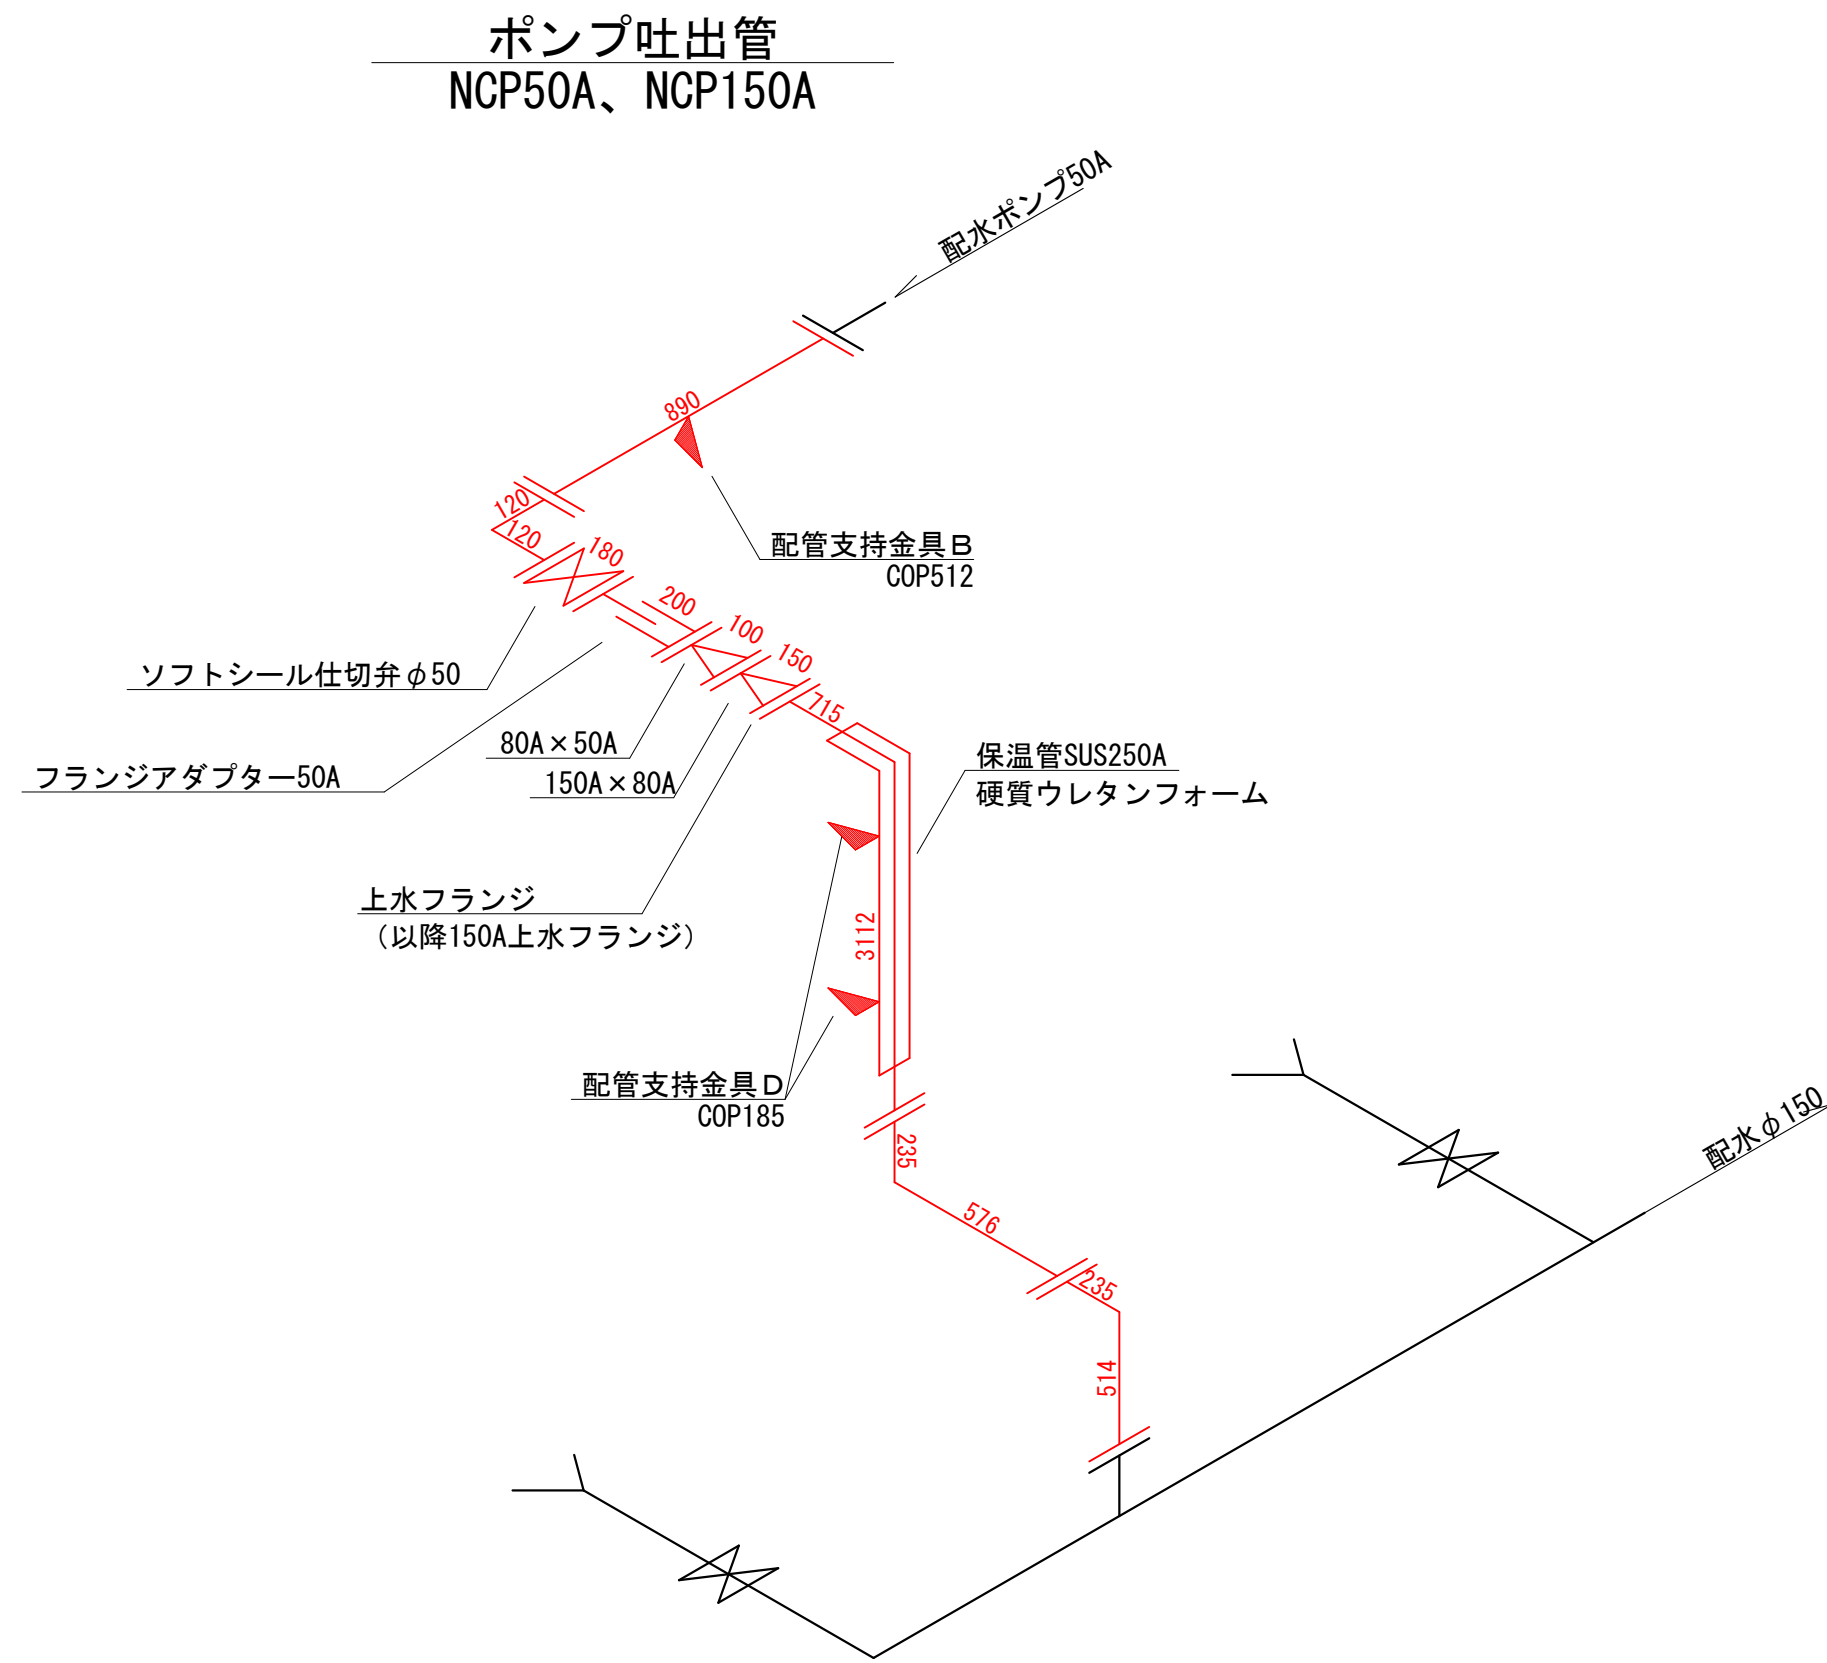 ポンプ吐出管
NCP50A、NCP150A
配水ポンプ50A
890
配管支持金具B
COP512
120
120
180
200
100
150
715
ソフトシール仕切弁φ50
フランジアダプター50A
80A×50A
150A×80A
上水フランジ
(以降150A上水フランジ)
保温管SUS250A
硬質ウレタンフォーム
3112
配管支持金具D
COP185
235
576
235
514
配水φ150